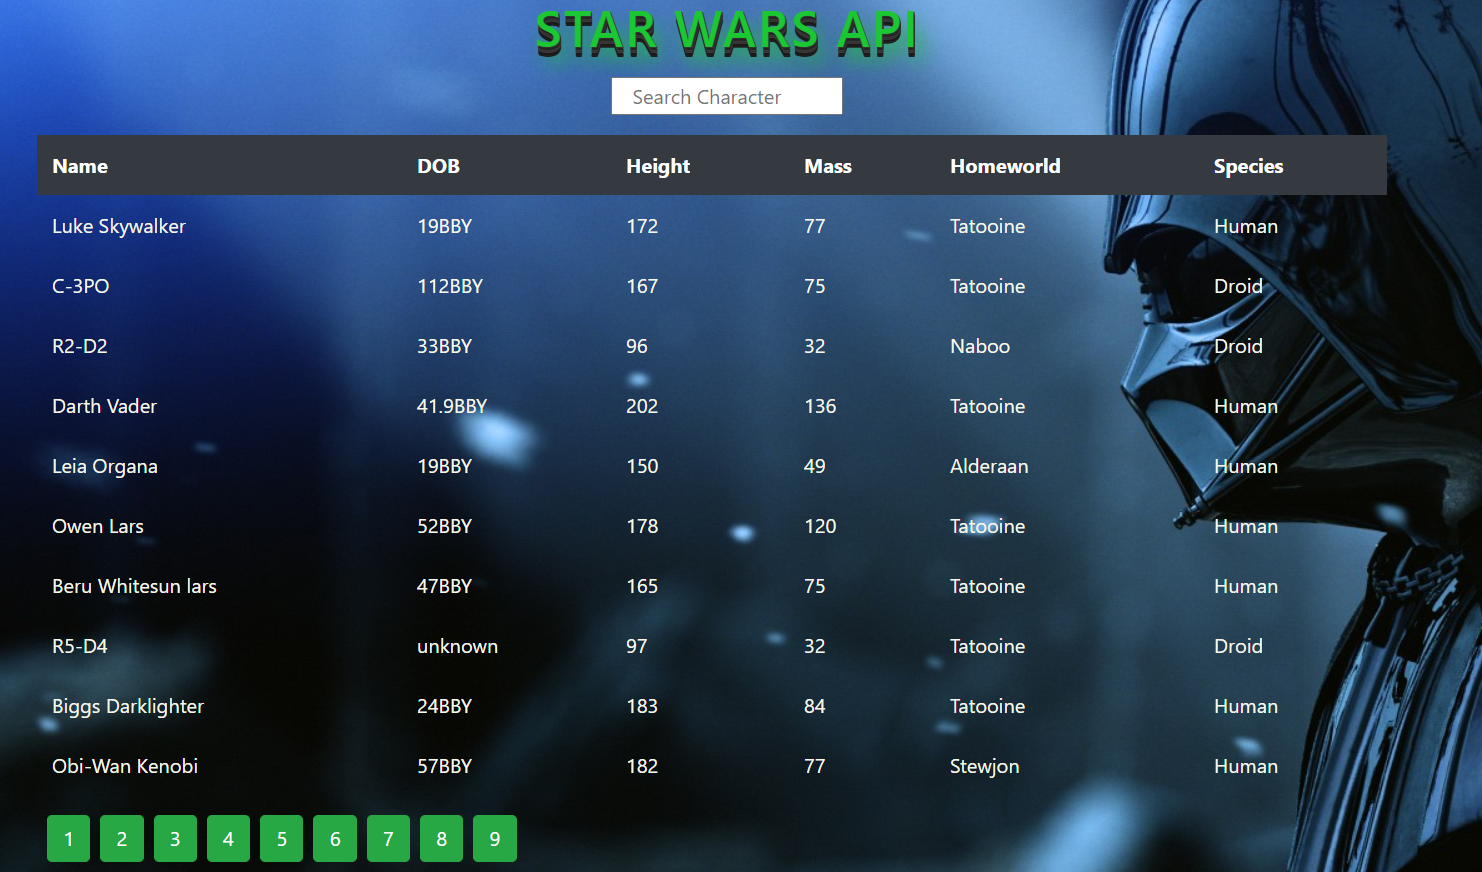 STAR WARS API
Search Character
Name DOB Height Mass Homeworld Species
Luke Skywalker 19BBY 172 77 Tatooine Human
C-3PO 112BBY 167 75 Tatooine Droid
R2-D2 33BBY 96 32 Naboo Droid
Darth Vader 41.9BBY 202 136 Tatooine Human
Leia Organa 19BBY 150 49 Alderaan Human
Owen Lars 52BBY 178 120 Tatooine Human
Beru Whitesun lars 47BBY 165 75 Tatooine Human
R5-D4 unknown 97 32 Tatooine Droid
Biggs Darklighter 24BBY 183 84 Tatooine Human
Obi-Wan Kenobi 57BBY 182 77 Stewjon Human
1 2 3 4 5 6 7 8 9